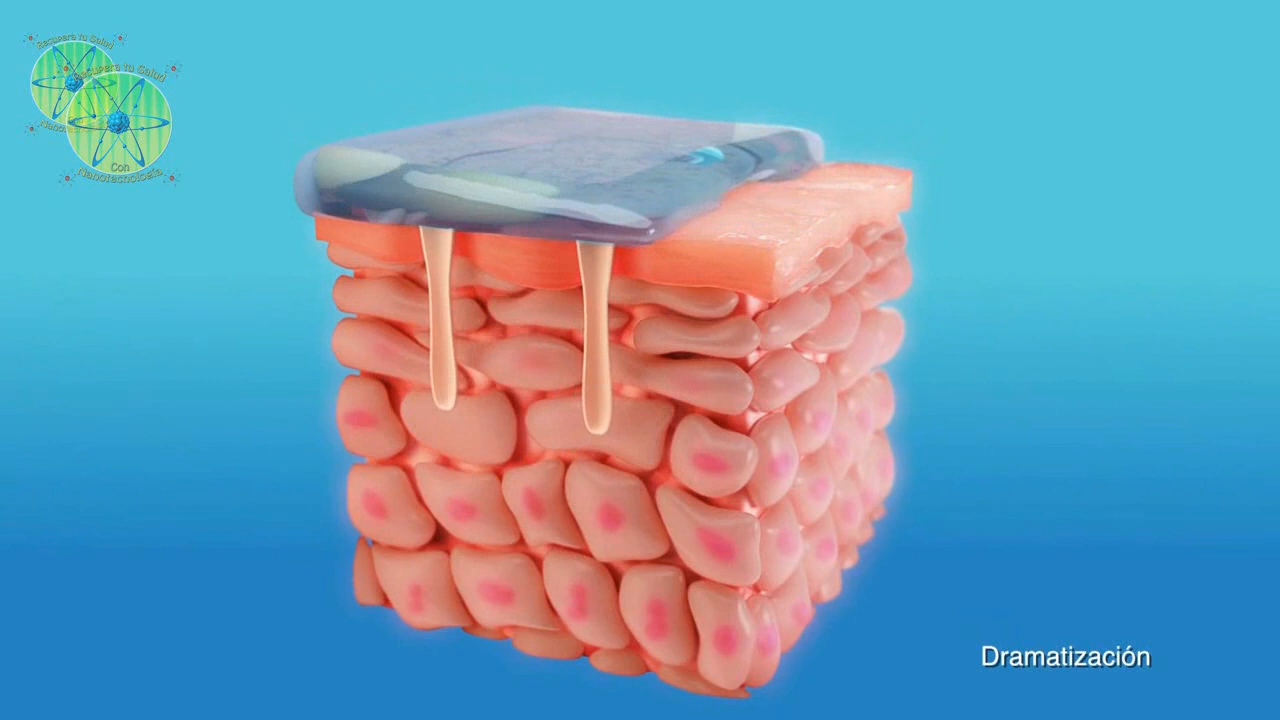 Recupera tu Salud
Recupera tu Salud
Con
Nanotecnología
Dramatización